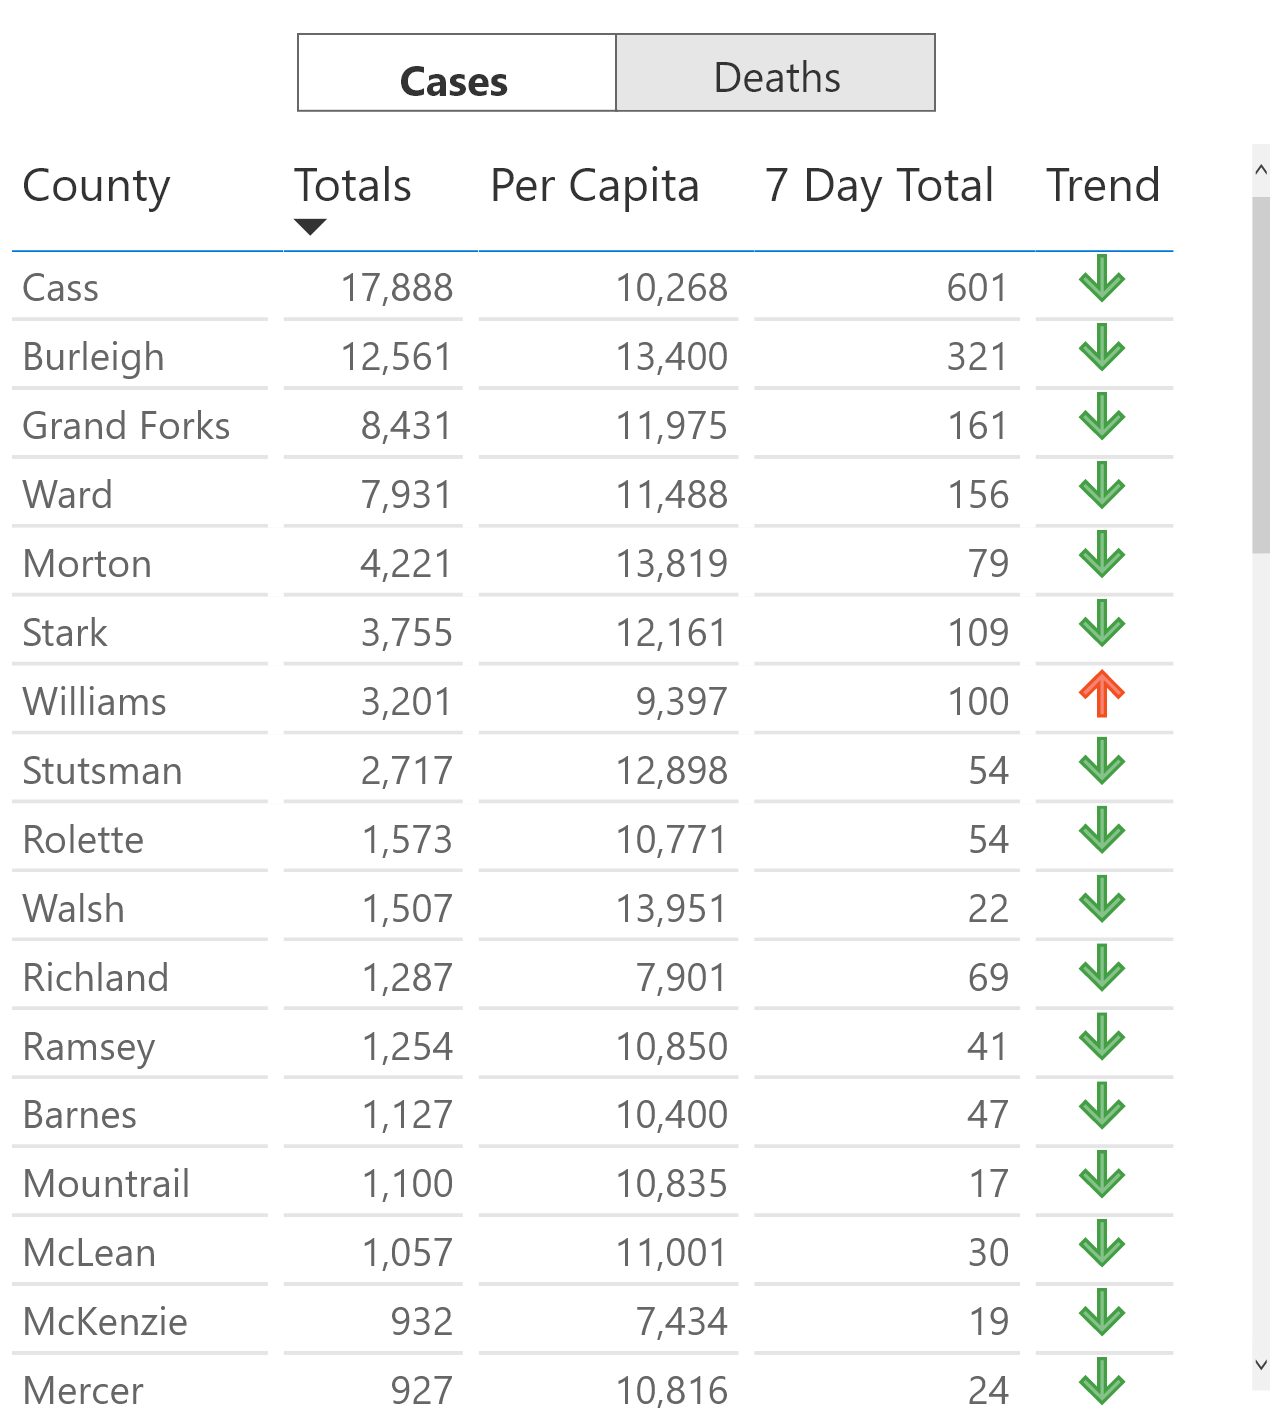 Cases Deaths
County Totals Per Capita 7 Day Total Trend
Cass 17,888 10,268 601
Burleigh 12,561 13,400 321
Grand Forks 8,431 11,975 161
Ward 7,931 11,488 156
Morton 4,221 13,819 79
Stark 3,755 12,161 109
Williams 3,201 9,397 100
Stutsman 2,717 12,898 54
Rolette 1,573 10,771 54
Walsh 1,507 13,951 22
Richland 1,287 7,901 69
Ramsey 1,254 10,850 41
Barnes 1,127 10,400 47
Mountrail 1,100 10,835 17
McLean 1,057 11,001 30
McKenzie 932 7,434 19
Mercer 927 10,816 24